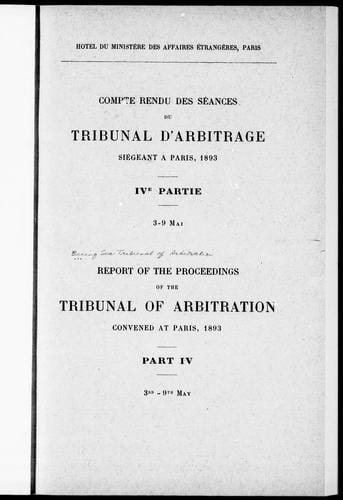 HOTEL DU MINISTÈRE DES AFFAIRES ÉTRANGÈRES, PARIS
COMPTE RENDU DES SÉANCES
DU
TRIBUNAL D'ARBITRAGE
SIÉGEANT A PARIS, 1893
IVE PARTIE
3-9 MAI
Bering Sea Tribunal of Arbitration
REPORT OF THE PROCEEDINGS
OF THE
TRIBUNAL OF ARBITRATION
CONVENED AT PARIS, 1893
PART IV
3RD - 9TH MAY